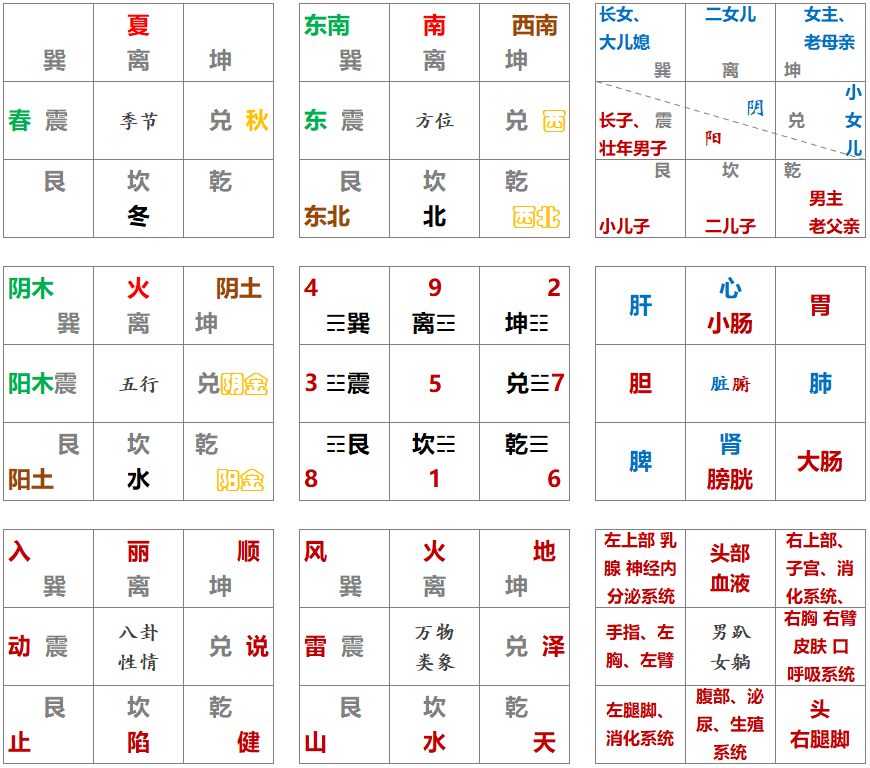 夏
巽 离 坤
春 震 季节 兑 秋
艮 坎 乾
冬
东南 南 西南
巽 离 坤
东 震 方位 兑 西
艮 坎 乾
东北 北 西北
长女、 二女儿 女主、
大儿媳 老母亲
巽 离 坤
长子、 震
壮年男子
阴
阳
兑 小
女
儿
艮 坎 乾
小儿子 二儿子 男主
老父亲
阴木 火 阴土
巽 离 坤
阳木震 五行 兑阴金
艮 坎 乾
阳土 水 阳金
4 9 2
☴巽 离☲ 坤☷
3 ☳震 5 兑☱7
☶艮 坎☵ 乾☰
8 1 6
肝 心 胃
小肠
胆 脏腑 肺
脾 肾 大肠
膀胱
入 丽 顺
巽 离 坤
动 震 八卦 兑 说
性情
艮 坎 乾
止 陷 健
风 火 地
巽 离 坤
雷 震 万物 兑 泽
类象
艮 坎 乾
山 水 天
左上部 乳
腺 神经内
分泌系统
头部
血液
右上部、
子宫、消
化系统、
手指、左
胸、左臂
男趴
女躺
右胸 右臂
皮肤 口
呼吸系统
左腿脚、
消化系统
腹部、泌
尿、生殖
系统
头
右腿脚